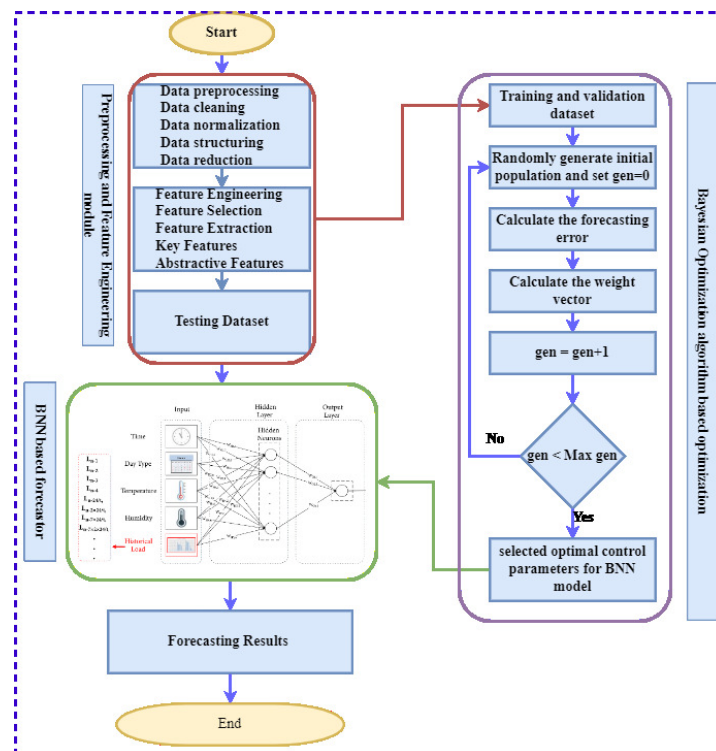 Start
Preprocessing and Feature Engineering
module
Data preprocessing
Data cleaning
Data normalization
Data structuring
Data reduction
Feature Engineering
Feature Selection
Feature Extraction
Key Features
Abstractive Features
Testing Dataset
BNN based forecastor
Input
Hidden
Layer
Output
Layer
Hidden
Neurons
Time
Day Type
Temperature
Humidity
Historical
Load
Forecasting Results
End
Training and validation
dataset
Randomly generate initial
population and set gen=0
Calculate the forecasting
error
Calculate the weight
vector
gen = gen+1
No
gen < Max gen
Yes
selected optimal control
parameters for BNN
model
Bayesian Optimization algorithm based optimization